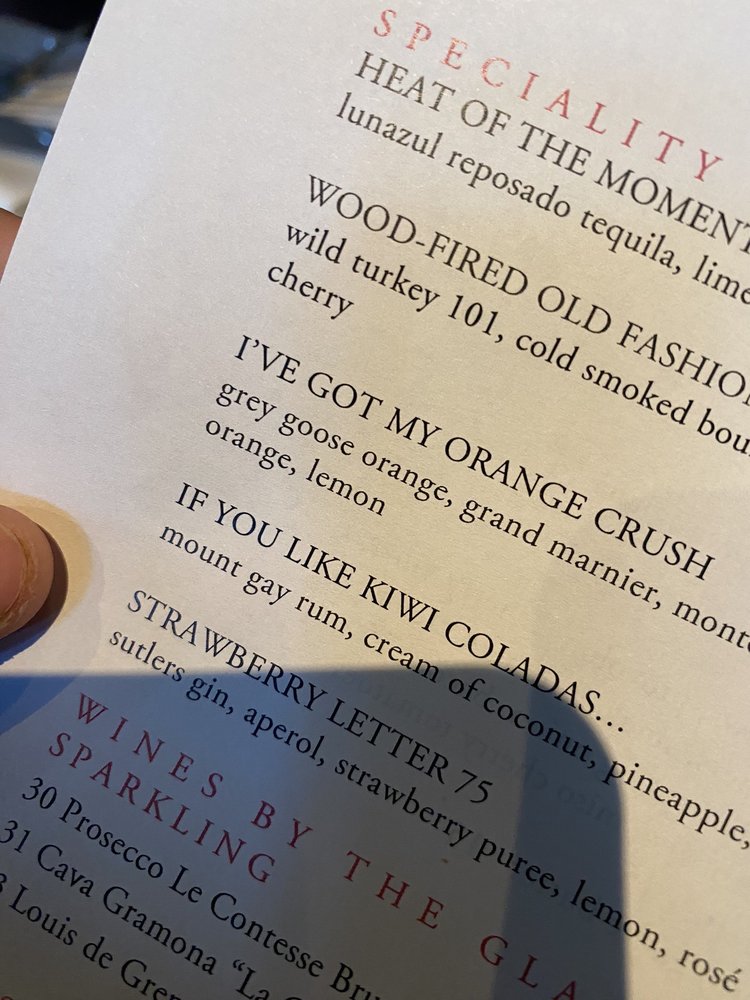 SPECIALITY
HEAT OF THE MOMENT
lunazul reposado tequila, lime
WOOD-FIRED OLD FASHION
wild turkey 101, cold smoked bou
cherry
I'VE GOT MY ORANGE CRUSH
grey goose orange, grand marnier, monte
orange, lemon
IF YOU LIKE KIWI COLADAS...
mount gay rum, cream of coconut, pineapple,
STRAWBERRY LETTER 75
sutlers gin, aperol, strawberry puree, lemon, rosé
WINES BY THE GLA
SPARKLING
30 Prosecco Le Contesse Bru
31 Cava Gramona "La
Louis de Gren